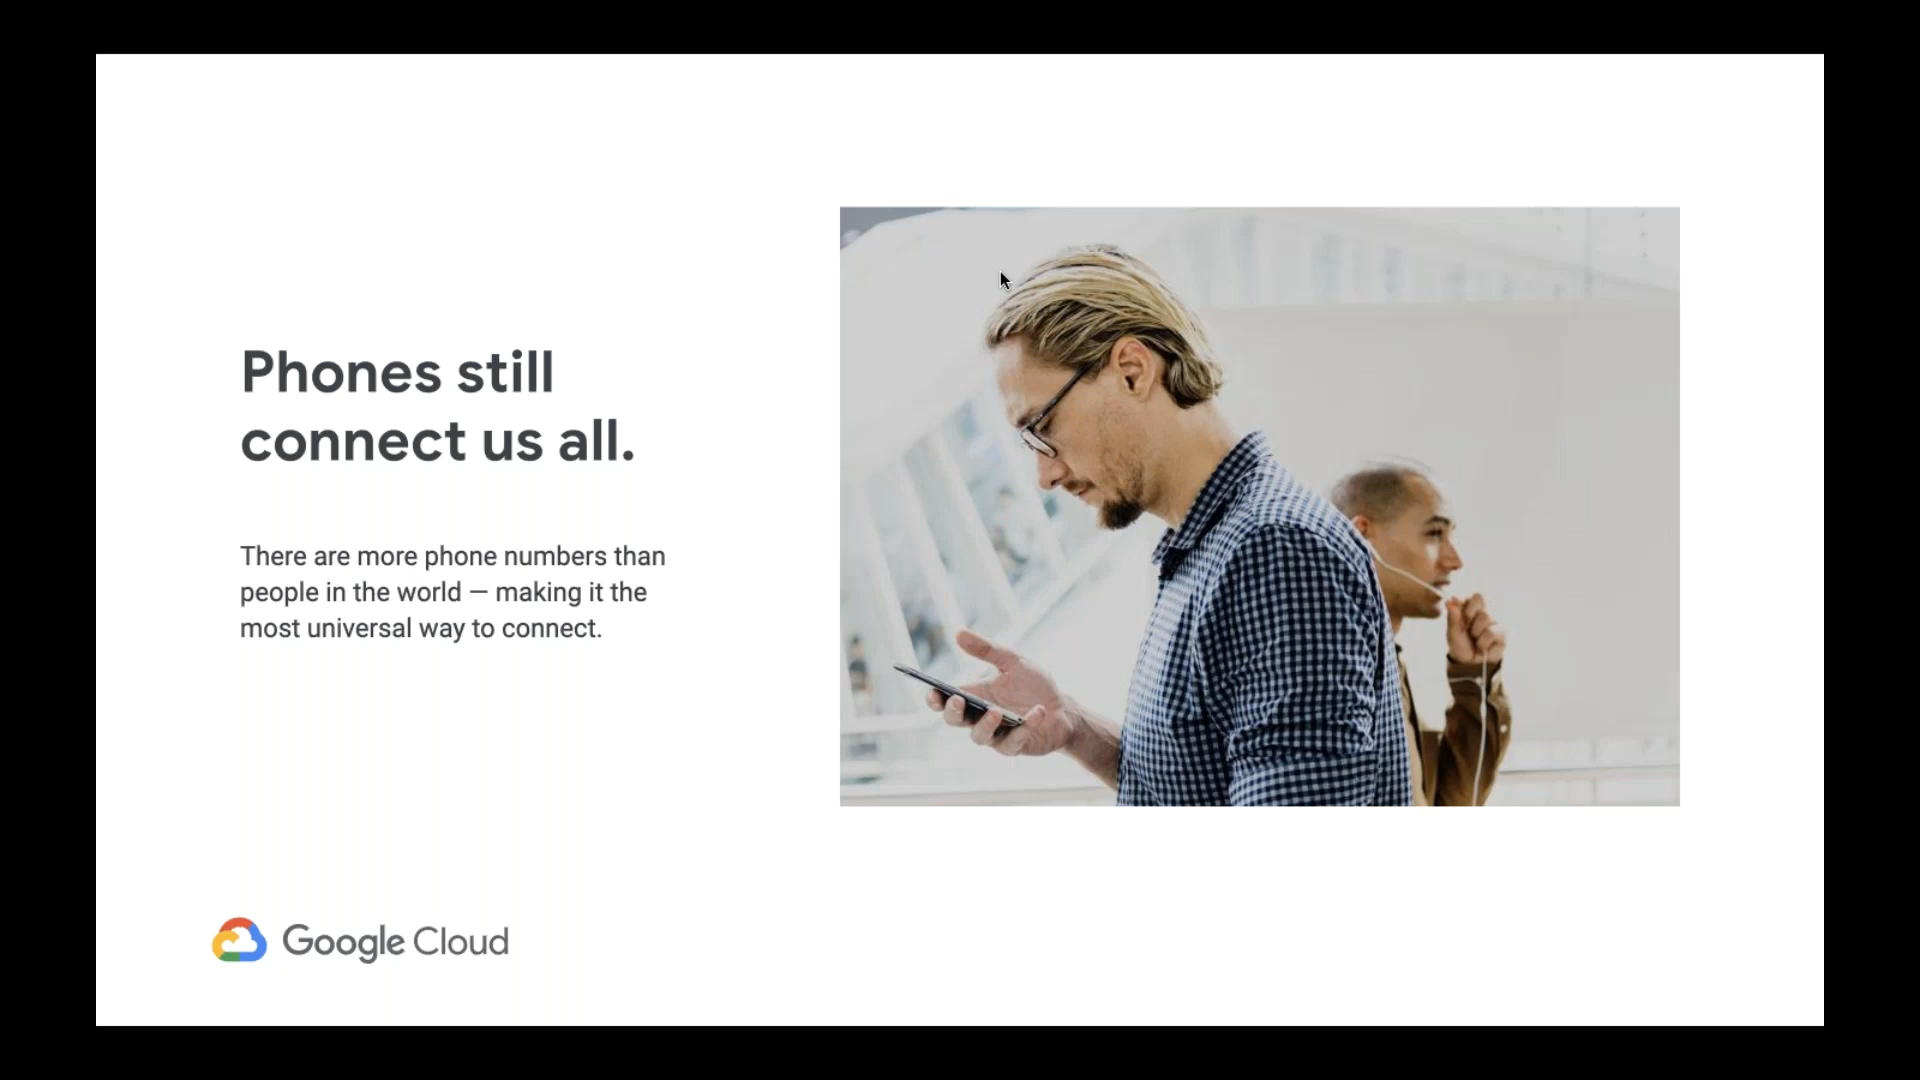 Phones still
connect us all.
There are more phone numbers than
people in the world — making it the
most universal way to connect.
Google Cloud